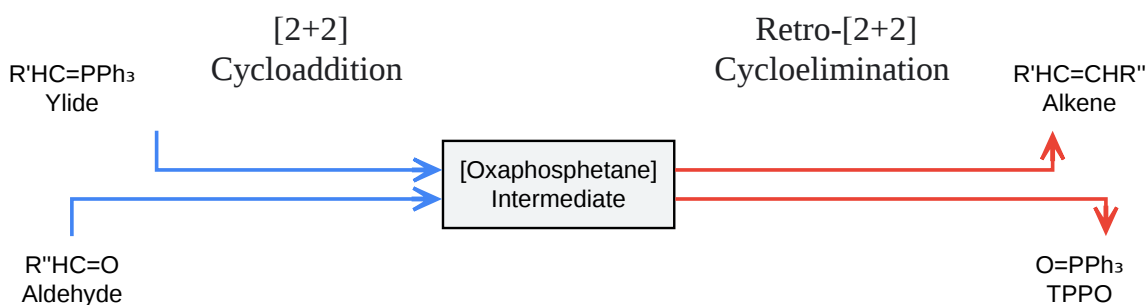 [2+2]
Cycloaddition
Retro-[2+2]
Cycloelimination
R'HC=PPh₃
Ylide
R'HC=CHR"
Alkene
[Oxaphosphetane]
Intermediate
R"HC=O
Aldehyde
O=PPh₃
TPPO